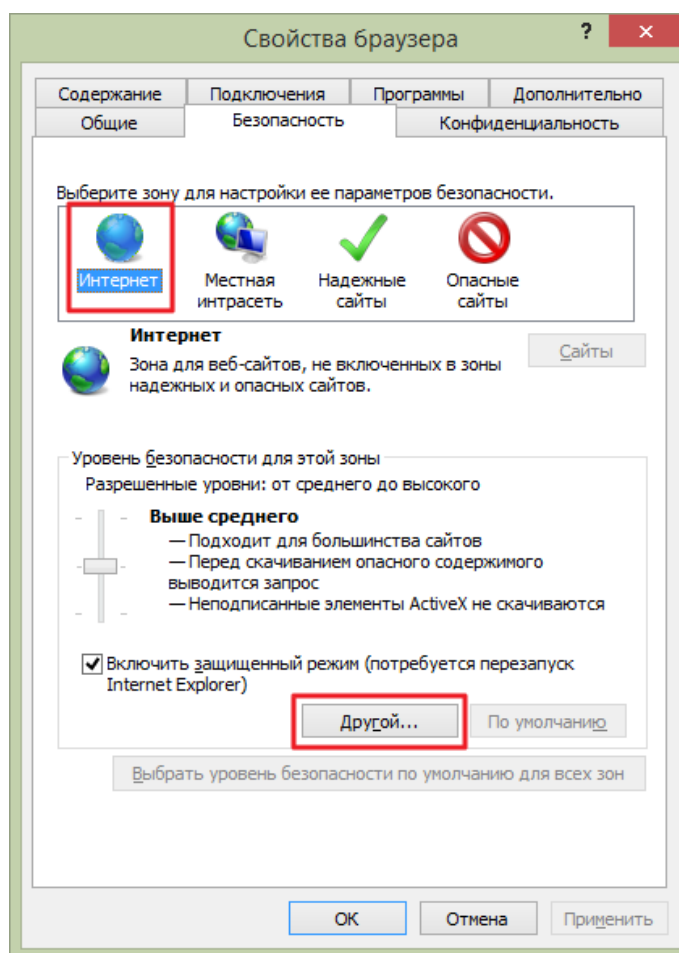 Свойства браузера
?
×
Содержание Подключения Программы Дополнительно
Общие Безопасность Конфиденциальность
Выберите зону для настройки ее параметров безопасности.
Интернет Местная Надежные Опасные
интрасеть сайты сайты
Интернет
Сайты
Зона для веб-сайтов, не включенных в зоны
надежных и опасных сайтов.
Уровень безопасности для этой зоны
Разрешенные уровни: от среднего до высокого
Выше среднего
— Подходит для большинства сайтов
— Перед скачиванием опасного содержимого
выводится запрос
— Неподписанные элементы ActiveX не скачиваются
Включить защищенный режим (потребуется перезапуск
Internet Explorer)
Другой... По умолчанию
Выбрать уровень безопасности по умолчанию для всех зон
ОК Отмена Применить